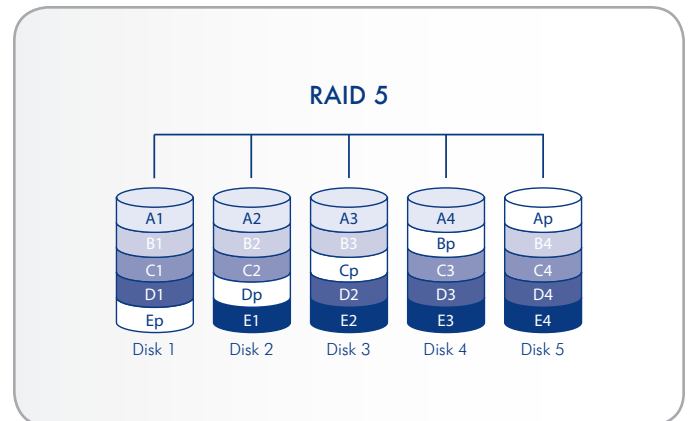 RAID 5
A1 A2 A3 A4 Ap
B1 B2 B3 Bp B4
C1 C2 Cp C3 C4
D1 Dp D2 D3 D4
Ep E1 E2 E3 E4
Disk 1 Disk 2 Disk 3 Disk 4 Disk 5